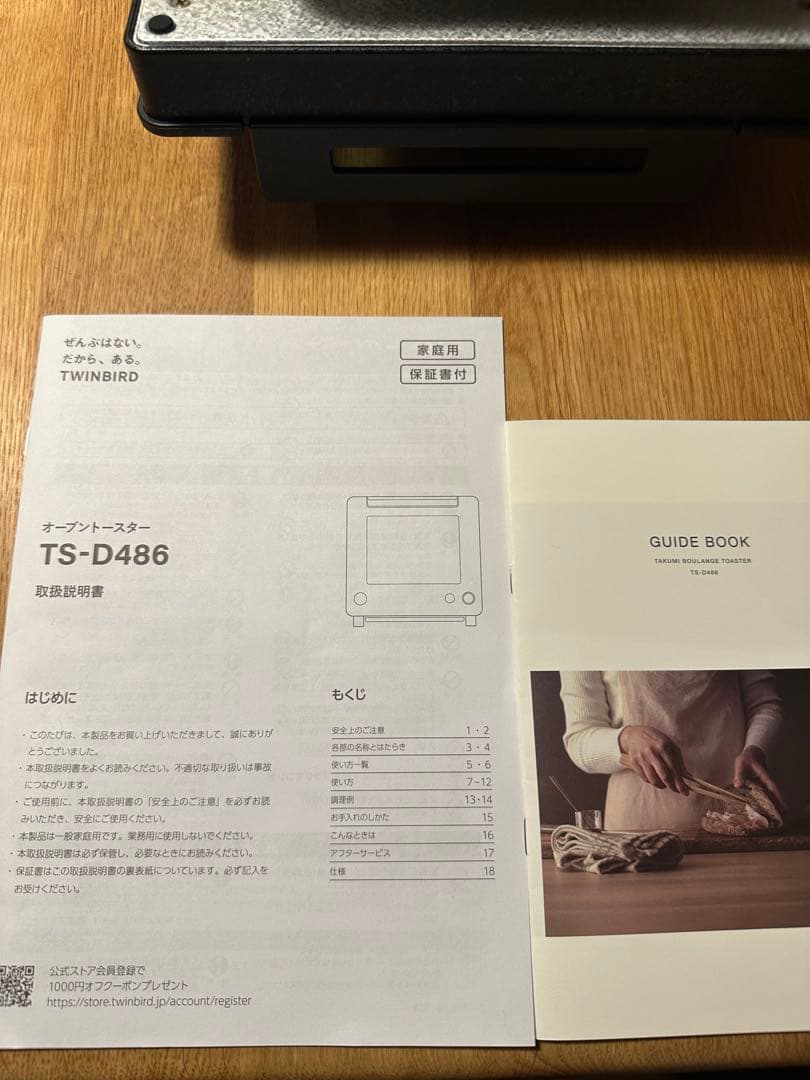 ぜんぶはない。
だから、ある。
TWINBIRD
家庭用
保証書付
オーブントースター
TS-D486
取扱説明書
はじめに
・このたびは、本製品をお買い上げいただきまして、誠にありが
とうございました。
・本取扱説明書をよくお読みください。不適切な取り扱いは事故
につながります。
・ご使用前に、本取扱説明書の「安全上のご注意」を必ずお読
みいただき、安全にご使用ください。
・本製品は一般家庭用です。業務用に使用しないでください。
・本取扱説明書は必ず保管し、必要なときにお読みください。
・保証書はこの取扱説明書の裏表紙についています。必ず記入を
お受けください。
もくじ
安全上のご注意 1・2
各部の名称とはたらき 3・4
使い方一覧 5・6
使い方 7~12
調理例 13・14
お手入れのしかた 15
こんなときは 16
アフターサービス 17
仕様 18
公式ストア会員登録で
1000円オフクーポンプレゼント
https://store.twinbird.jp/account/register
GUIDE BOOK
TAKUMI BOULANGE TOASTER
TS-D486